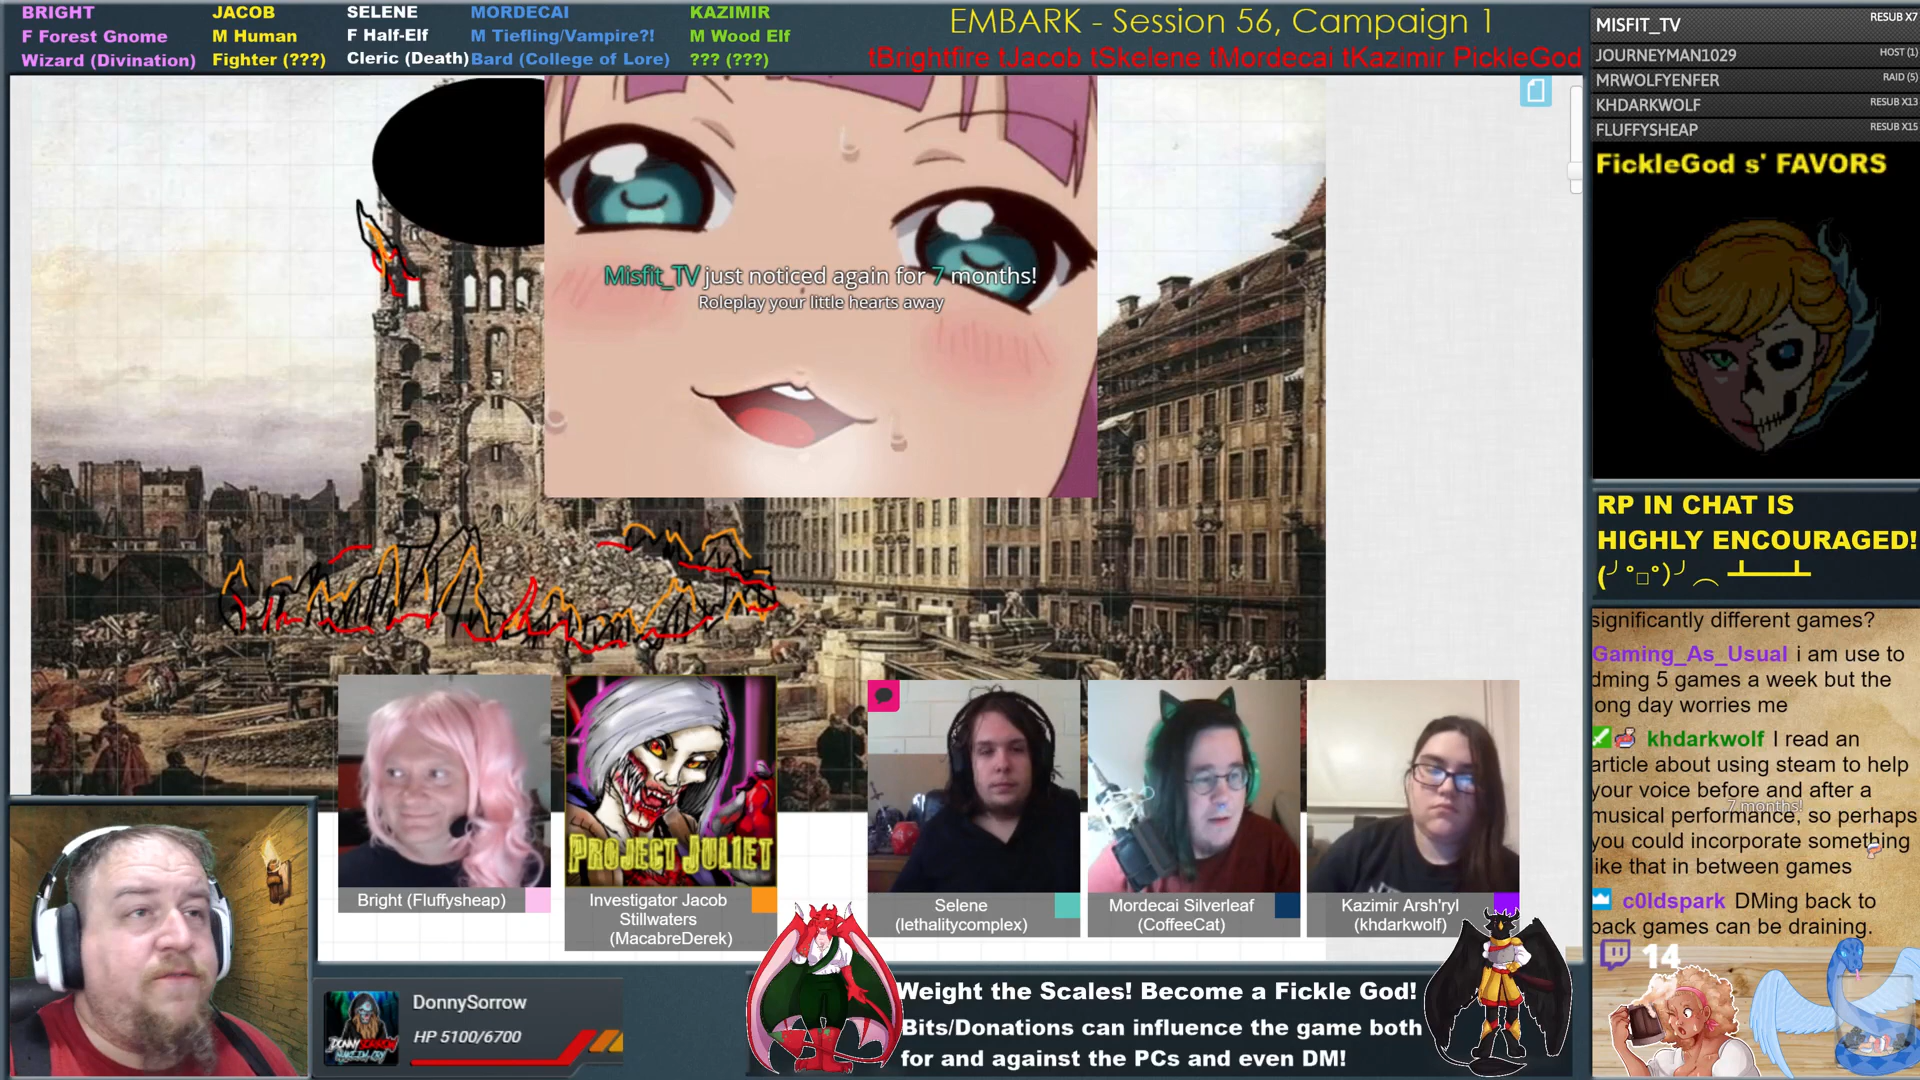 BRIGHT
F Forest Gnome
Wizard (Divination)
JACOB
M Human
Fighter (???)
SELENE
F Half-Elf
Cleric (Death)
MORDECAI
M Tiefling/Vampire?!
Bard (College of Lore)
KAZIMIR
M Wood Elf
??? (???)
EMBARK - Session 56, Campaign 1
tBrightfire tJacob tSkelene tMordecai tKazimir PickleGod
MISFIT_TV RESUB X7
JOURNEYMAN1029 HOST (1)
MRWOLFYENFER RAID (5)
KHDARKWOLF RESUB X13
FLUFFYSHEAP RESUB X15
FickleGod s' FAVORS
Misfit_TV just noticed again for 7 months!
Roleplay your little hearts away
RP IN CHAT IS
HIGHLY ENCOURAGED!
(╯°□°)╯︵ ┻━┻
significantly different games?
Gaming_As_Usual i am use to
dming 5 games a week but the
ong day worries me
khdarkwolf I read an
article about using steam to help
your voice before and after a
7 months!
musical performance, so perhaps
you could incorporate something
ike that in between games
c0ldspark DMing back to
back games can be draining.
14
PROJECT JULIET
Bright (Fluffysheap)
Investigator Jacob
Stillwaters
(MacabreDerek)
Selene
(lethalitycomplex)
Mordecai Silverleaf
(CoffeeCat)
Kazimir Arsh'ryl
(khdarkwolf)
DonnySorrow
HP 5100/6700
Weight the Scales! Become a Fickle God!
Bits/Donations can influence the game both
for and against the PCs and even DM!